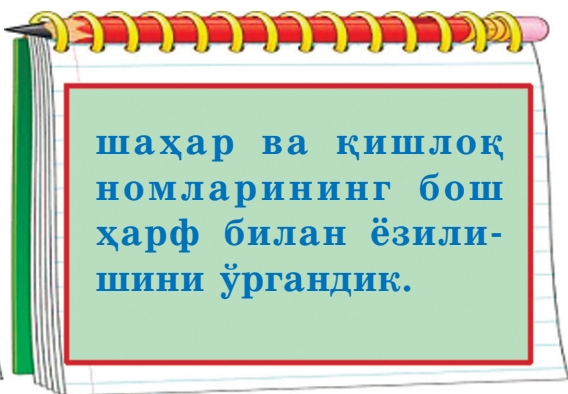 шаҳар ва қишлоқ
номларининг бош
ҳарф билан ёзили-
шини ўргандик.